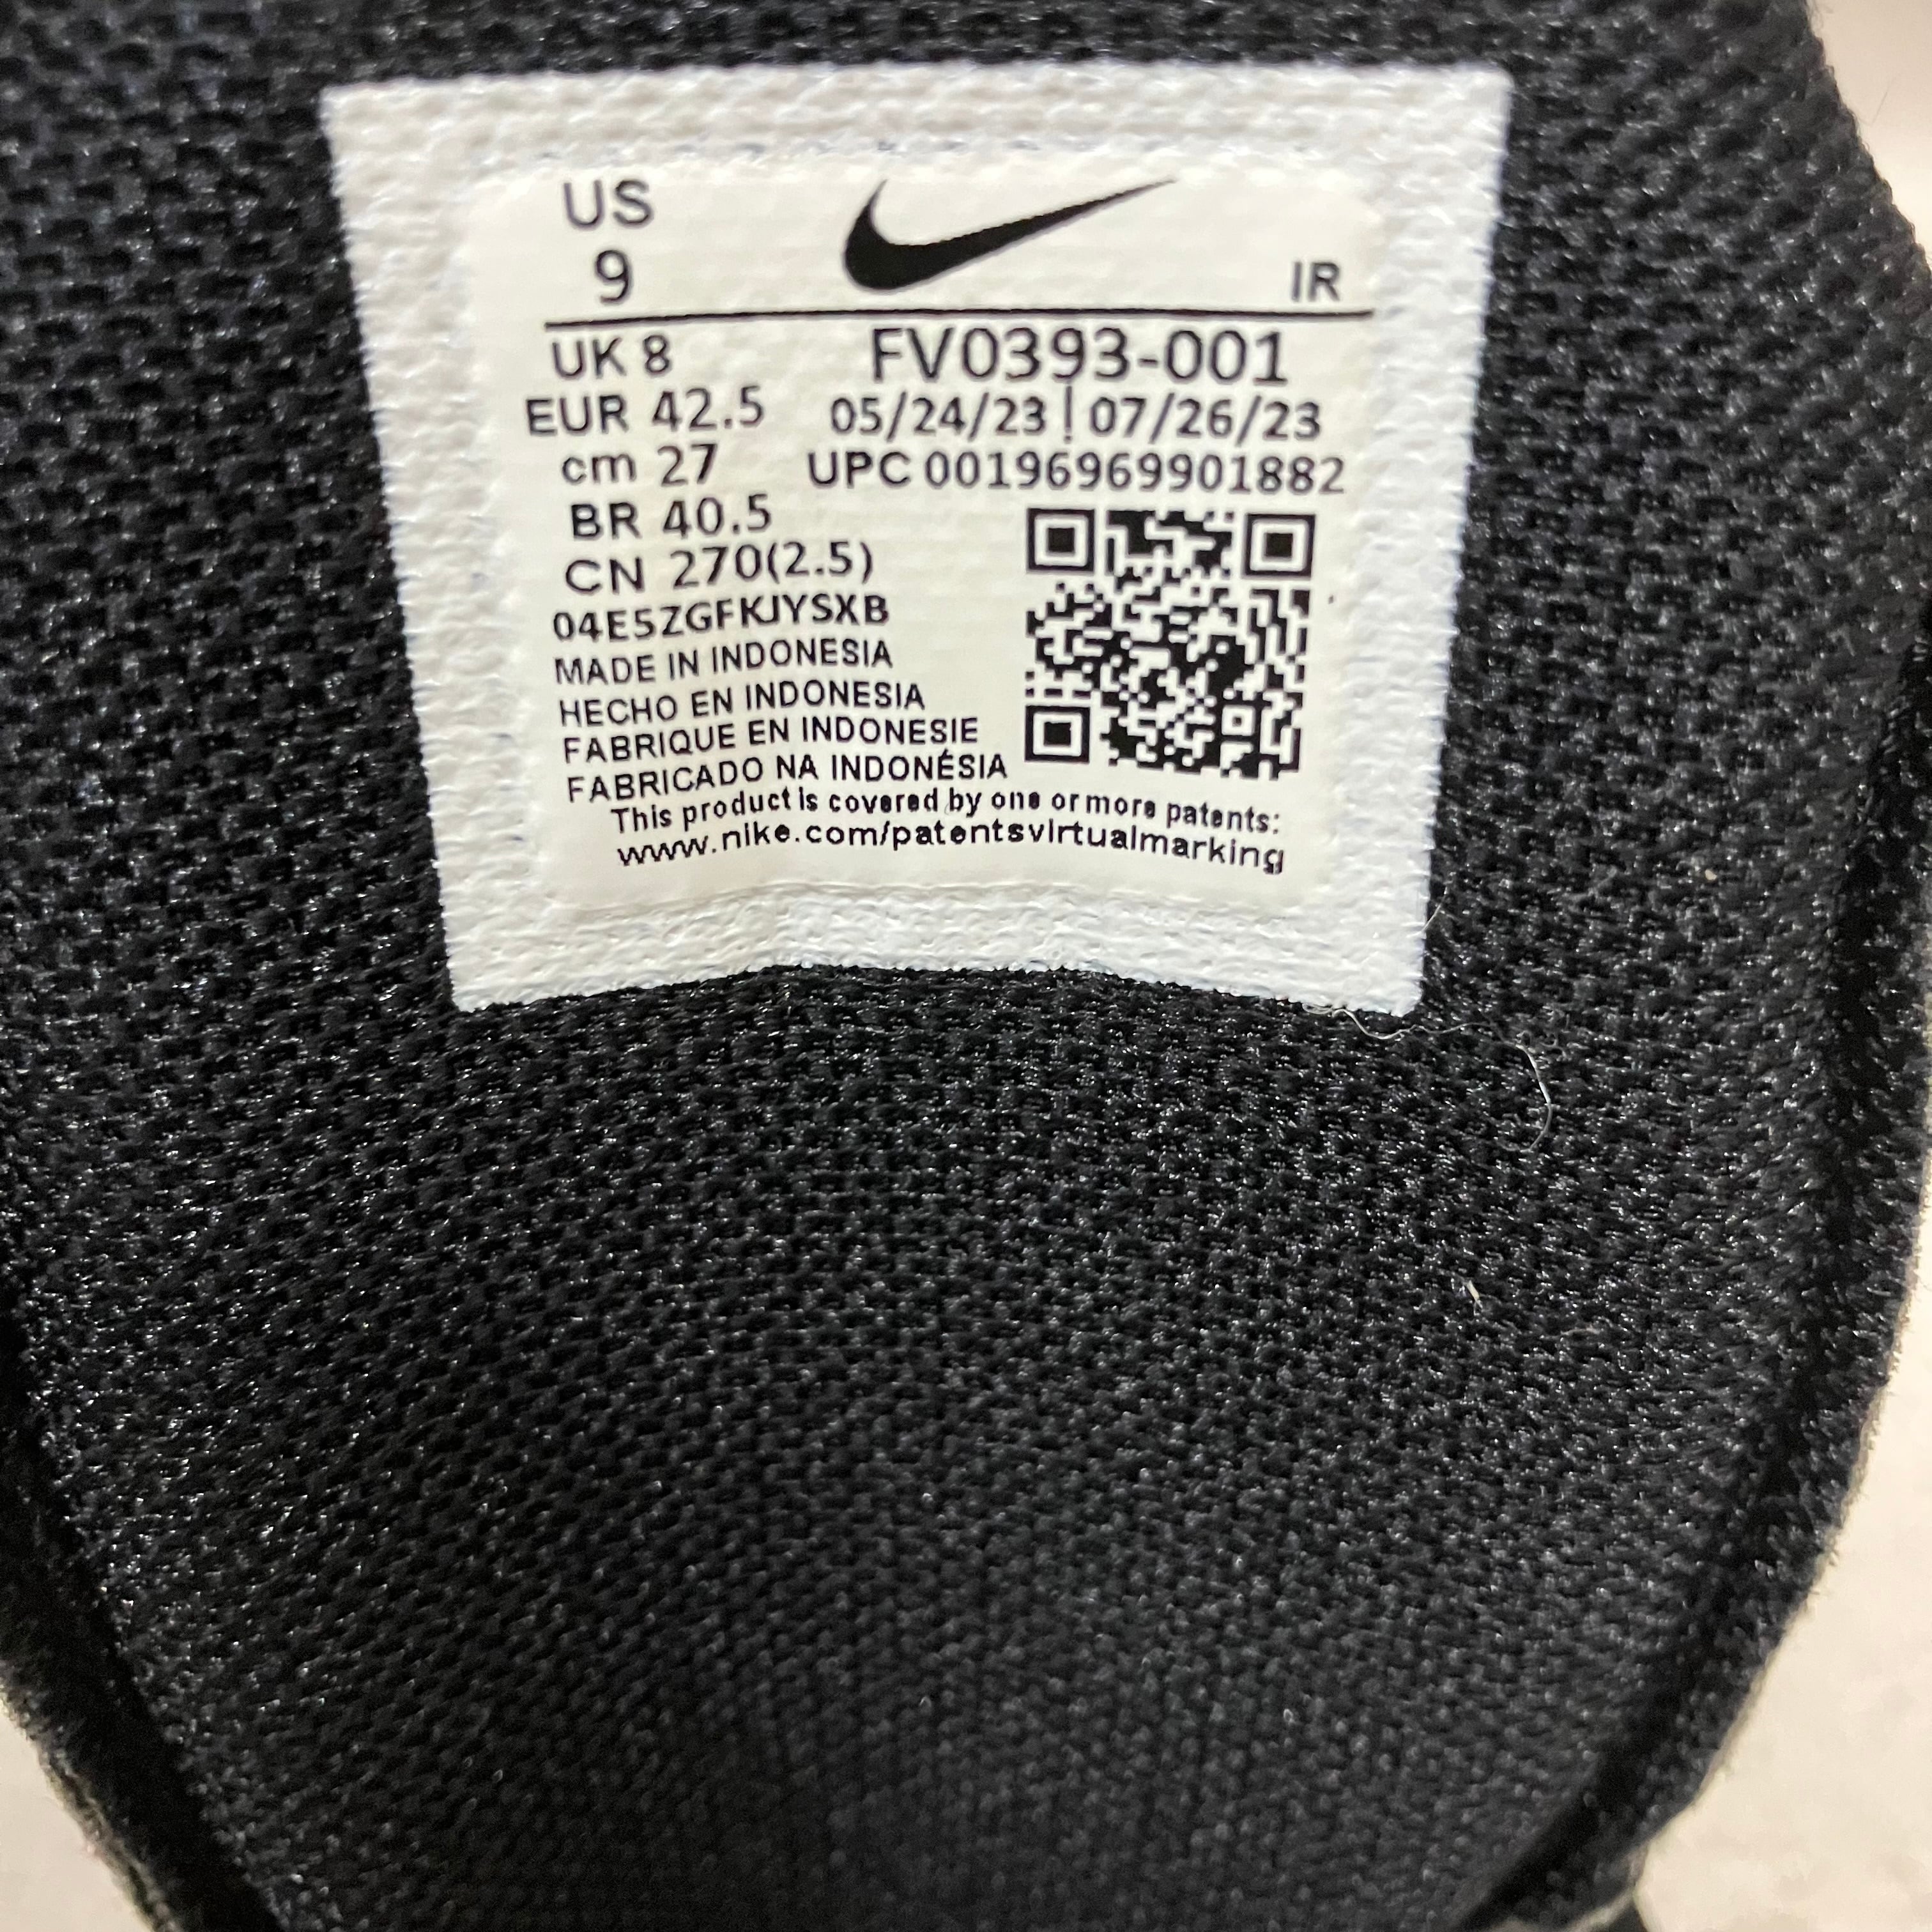 US
9
IR
UK 8
FV0393-001
EUR 42.5
05/24/23 | 07/26/23
cm 27
UPC 00196969901882
BR 40.5
CN 270(2.5)
04E5ZGFKJYSXB
MADE IN INDONESIA
HECHO EN INDONESIA
FABRIQUE EN INDONESIE
FABRICADO NA INDONÉSIA
This product is covered by one or more patents:
www.nike.com/patentsvirtualmarking